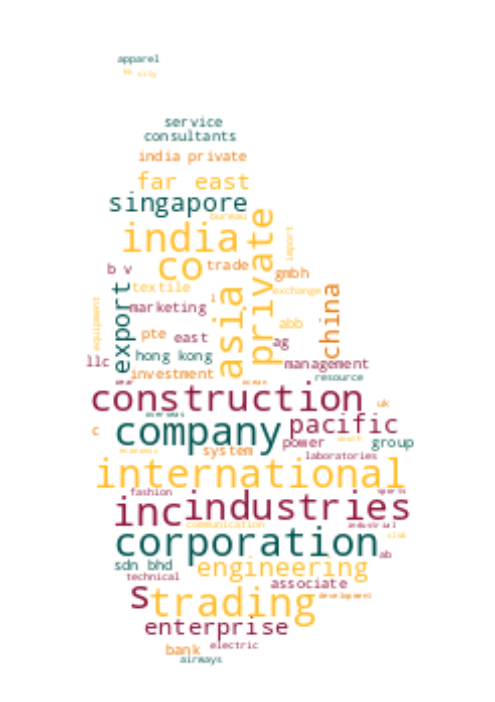 apparel
city
service
consultants
india private
far east
singapore
bureau
india
private
import
co
trade
b v
gmbh
textile
exchange
asia
export
china
equipment
l
marketing
abb
pte
east
ag
hong kong
llc
management
investment
resource
ocean
construction
uk
overseas
company
pacific
c
power
south
group
economic
system
laboratories
international
fashion
sports
inc
industries
communication
industrial
club
corporation
ab
sdn bhd
engineering
technical
associate
s
trading
development
enterprise
bank
electric
airways